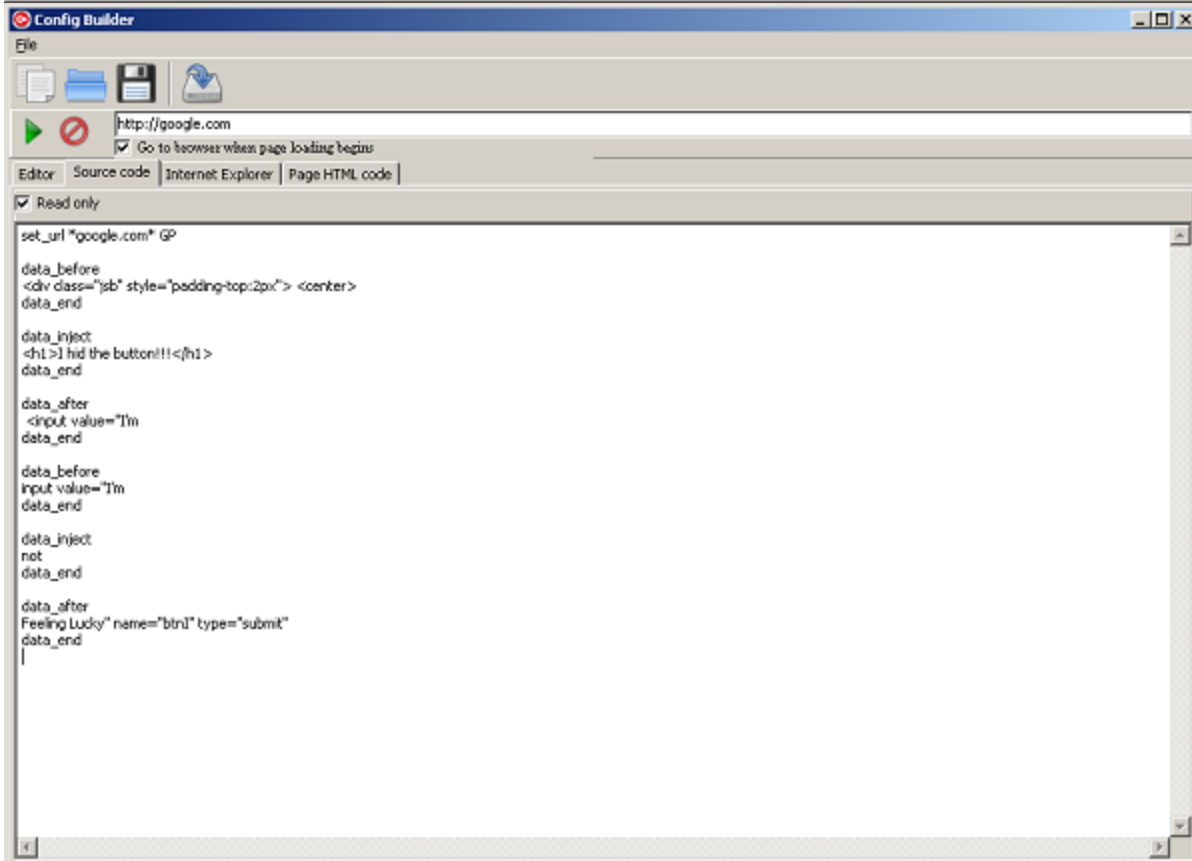 Config Builder
File
http://google.com
Go to browser when page loading begins
Editor Source code Internet Explorer Page HTML code
Read only
set_url *google.com* GP
data_before
<div class="jsb" style="padding-top:2px"> <center>
data_end
data_inject
<h1>I hid the button!!!</h1>
data_end
data_after
<input value="I'm
data_end
data_before
input value="I'm
data_end
data_inject
not
data_end
data_after
Feeling Lucky" name="btnI" type="submit"
data_end